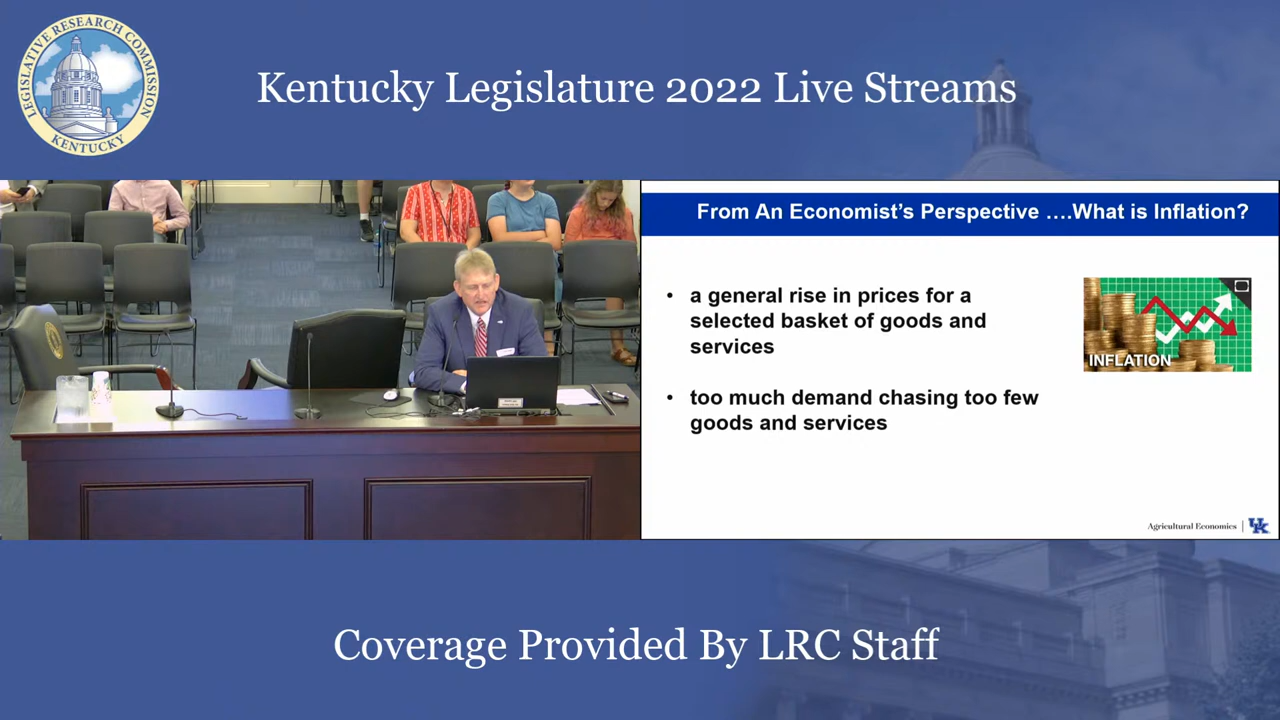 LEGISLATIVE RESEARCH COMMISSION
KENTUCKY
Kentucky Legislature 2022 Live Streams
From An Economist's Perspective ....What is Inflation?
• a general rise in prices for a
selected basket of goods and
services
INFLATION
• too much demand chasing too few
goods and services
Agricultural Economics
UK
Coverage Provided By LRC Staff